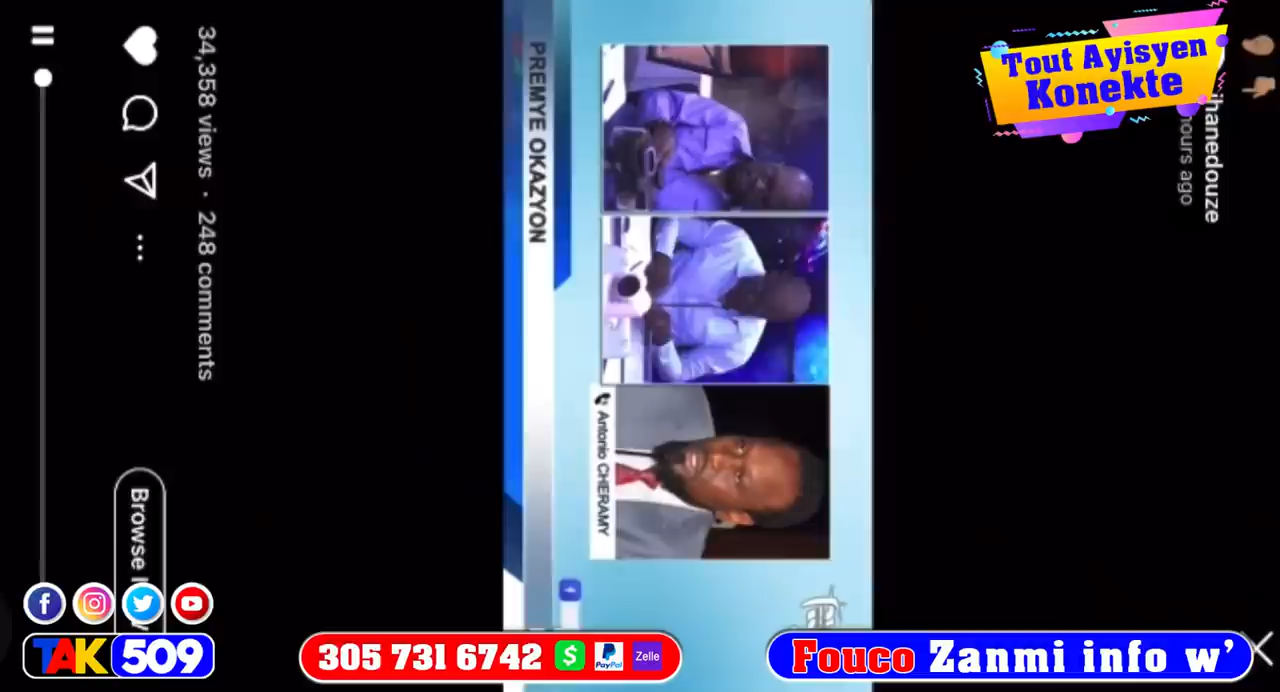 Tout Ayisyen
Konekte
ihanedouze
hours ago
34,358 views · 248 comments
PREMYE OKAZYON
Antonio CHERAMY
Browse
TAK 509
305 731 6742
$
PayPal
Zelle
Fouco Zanmi info w'